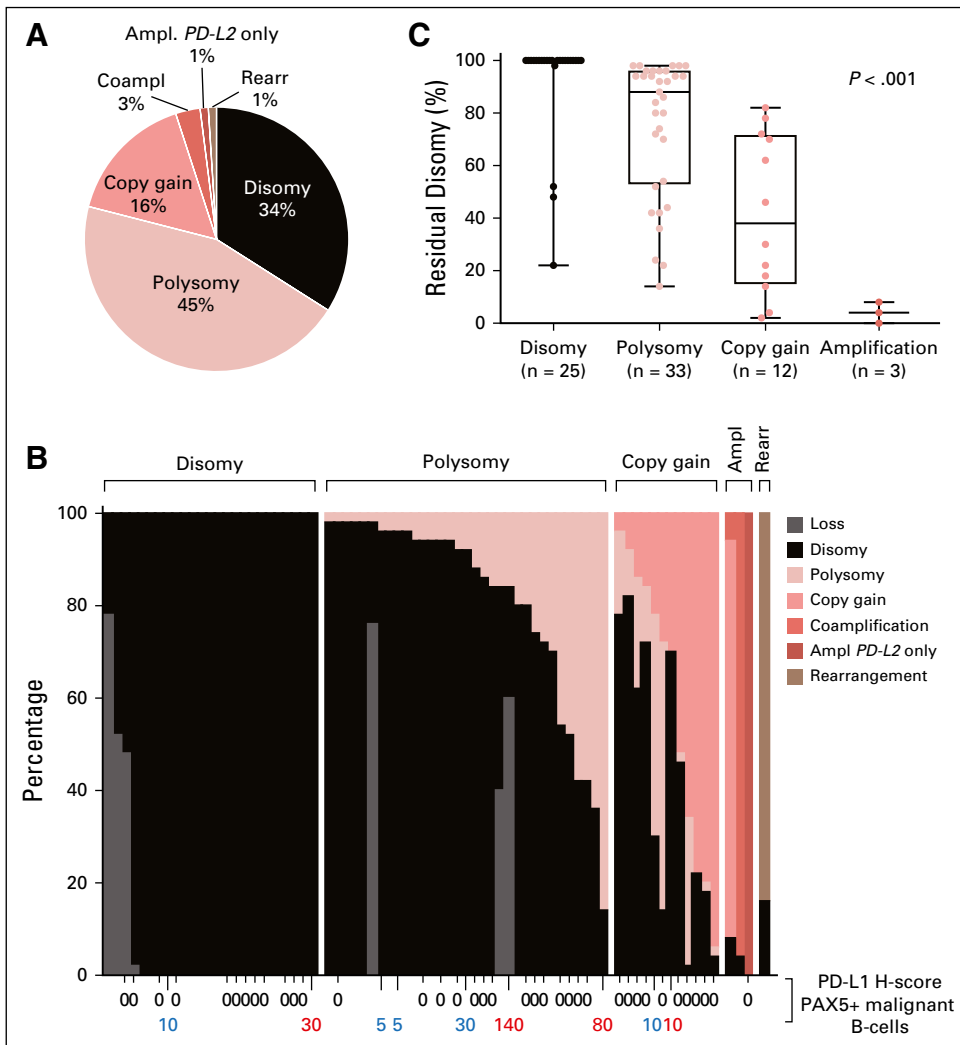 A
Ampl. PD-L2 only
1%
Coampl
3%
Rearr
1%
Copy gain
16%
Disomy
34%
Polysomy
45%
C
Residual Disomy (%)
100
80
60
40
20
0
P < .001
Disomy
(n = 25)
Polysomy
(n = 33)
Copy gain
(n = 12)
Amplification
(n = 3)
B
Disomy
Polysomy
Copy gain
Ampl
Rearr
Percentage
100
80
60
40
20
0
Loss
Disomy
Polysomy
Copy gain
Coamplification
Ampl PD-L2 only
Rearrangement
00 0 0 000000 000 0 0 0 0 000 000 00000 0000 00000 0
10 30 5 5 30 140 80 10 10
PD-L1 H-score
PAX5+ malignant
B-cells